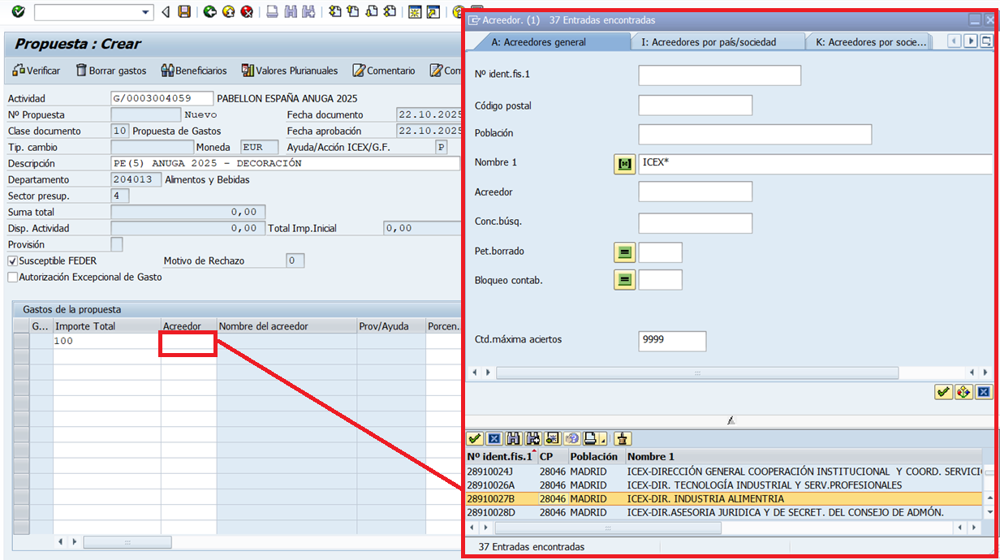 Propuesta : Crear
Verificar Borrar gastos Beneficiarios Valores Plurianuales Comentario Com
Actividad G/0003004059 PABELLON ESPAÑA ANUGA 2025
Nº Propuesta Nuevo Fecha documento 22.10.2025
Clase documento 10 Propuesta de Gastos Fecha aprobación 22.10.2025
Tip. cambio Moneda EUR Ayuda/Acción ICEX/G.F. P
Descripción PE(5) ANUGA 2025 - DECORACIÓN
Departamento 204013 Alimentos y Bebidas
Sector presup. 4
Suma total 0,00
Disp. Actividad 0,00 Total Imp.Inicial 0,00
Provisión
Susceptible FEDER Motivo de Rechazo 0
Autorización Excepcional de Gasto
Gastos de la propuesta
G... Importe Total Acreedor Nombre del acreedor Prov/Ayuda Porcen.
100
Acreedor. (1) 37 Entradas encontradas
A: Acreedores general I: Acreedores por país/sociedad K: Acreedores por socie...
Nº ident.fis.1
Código postal
Población
Nombre 1 ICEX*
Acreedor
Conc.búsq.
Pet.borrado
Bloqueo contab.
Ctd.máxima aciertos 9999
Nº ident.fis.1 CP Población Nombre 1
28910024J 28046 MADRID ICEX-DIRECCIÓN GENERAL COOPERACIÓN INSTITUCIONAL Y COORD. SERVICI
28910026A 28046 MADRID ICEX-DIR. TECNOLOGÍA INDUSTRIAL Y SERV.PROFESIONALES
28910027B 28046 MADRID ICEX-DIR. INDUSTRIA ALIMENTRIA
28910028D 28046 MADRID ICEX-DIR.ASESORIA JURIDICA Y DE SECRET. DEL CONSEJO DE ADMÓN.
37 Entradas encontradas